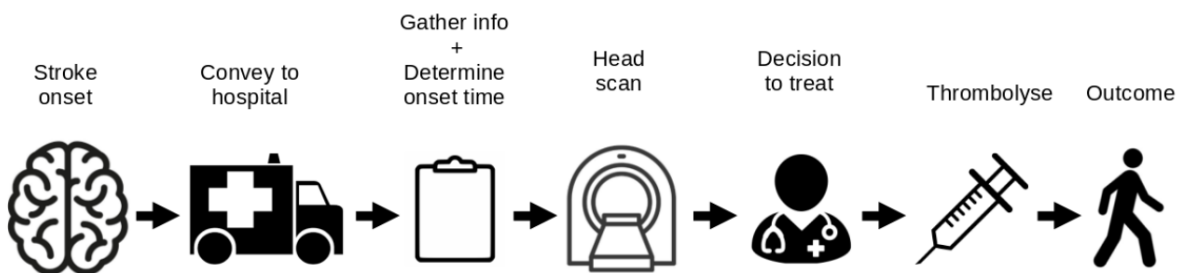 Stroke
onset
Convey to
hospital
Gather info
+
Determine
onset time
Head
scan
Decision
to treat
Thrombolyse
Outcome